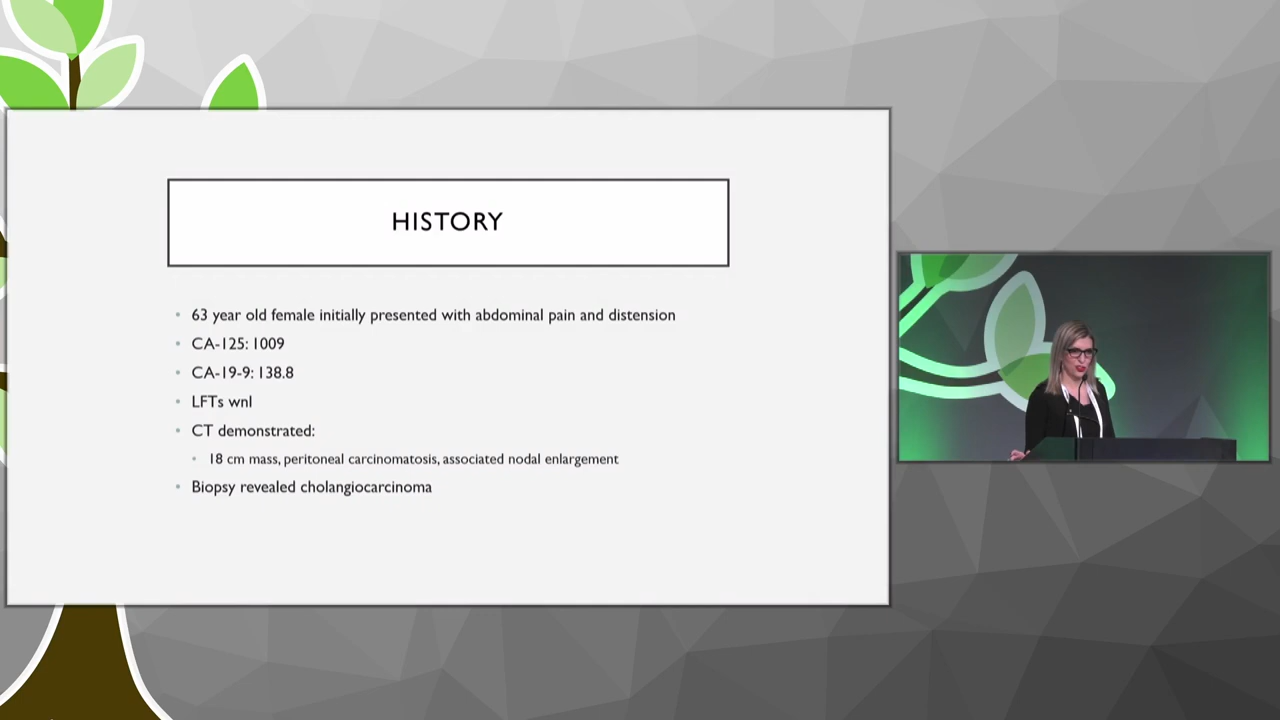 HISTORY
63 year old female initially presented with abdominal pain and distension
CA-125: 1009
CA-19-9: 138.8
LFTs wnl
CT demonstrated:
18 cm mass, peritoneal carcinomatosis, associated nodal enlargement
Biopsy revealed cholangiocarcinoma